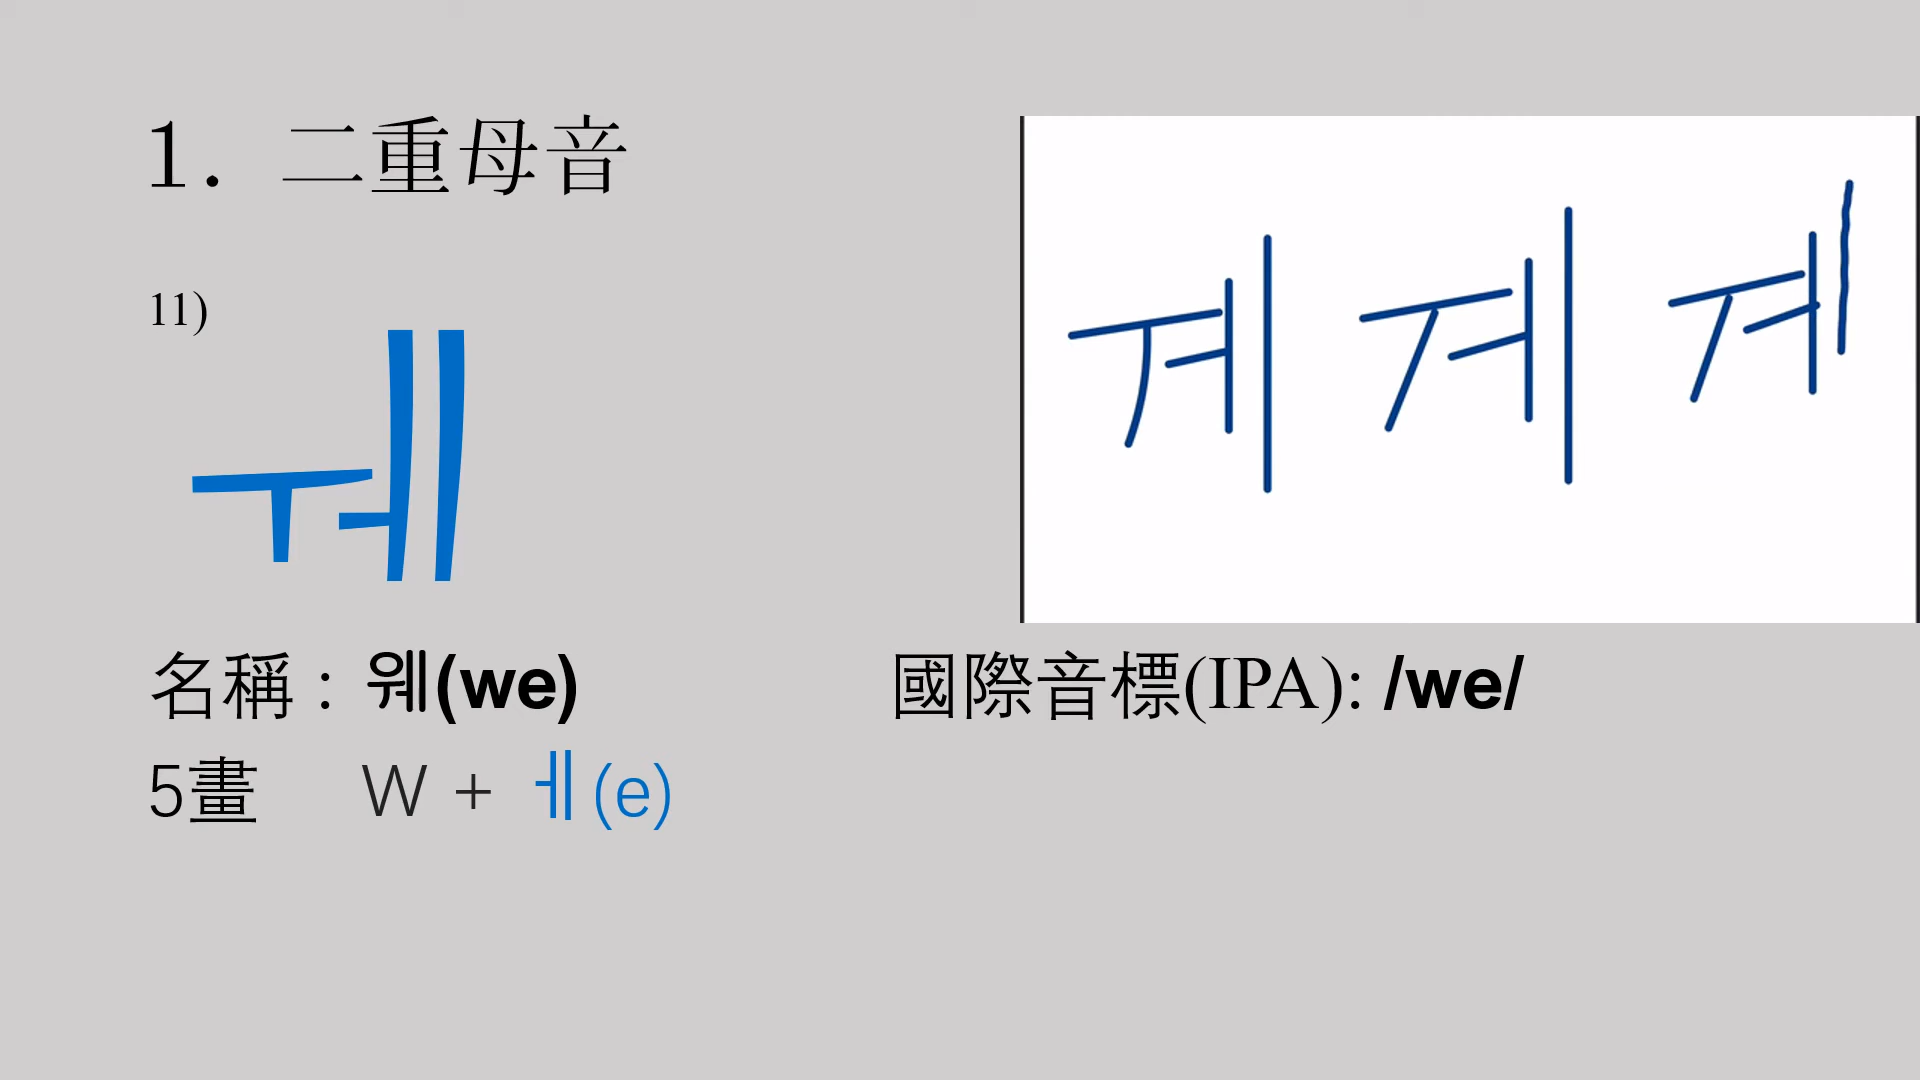 1. 二重母音
11)
ㅞ
ㅞ ㅞ ㅞ
名稱 : 웨(we)
國際音標(IPA): /we/
5畫 W + ㅔ(e)